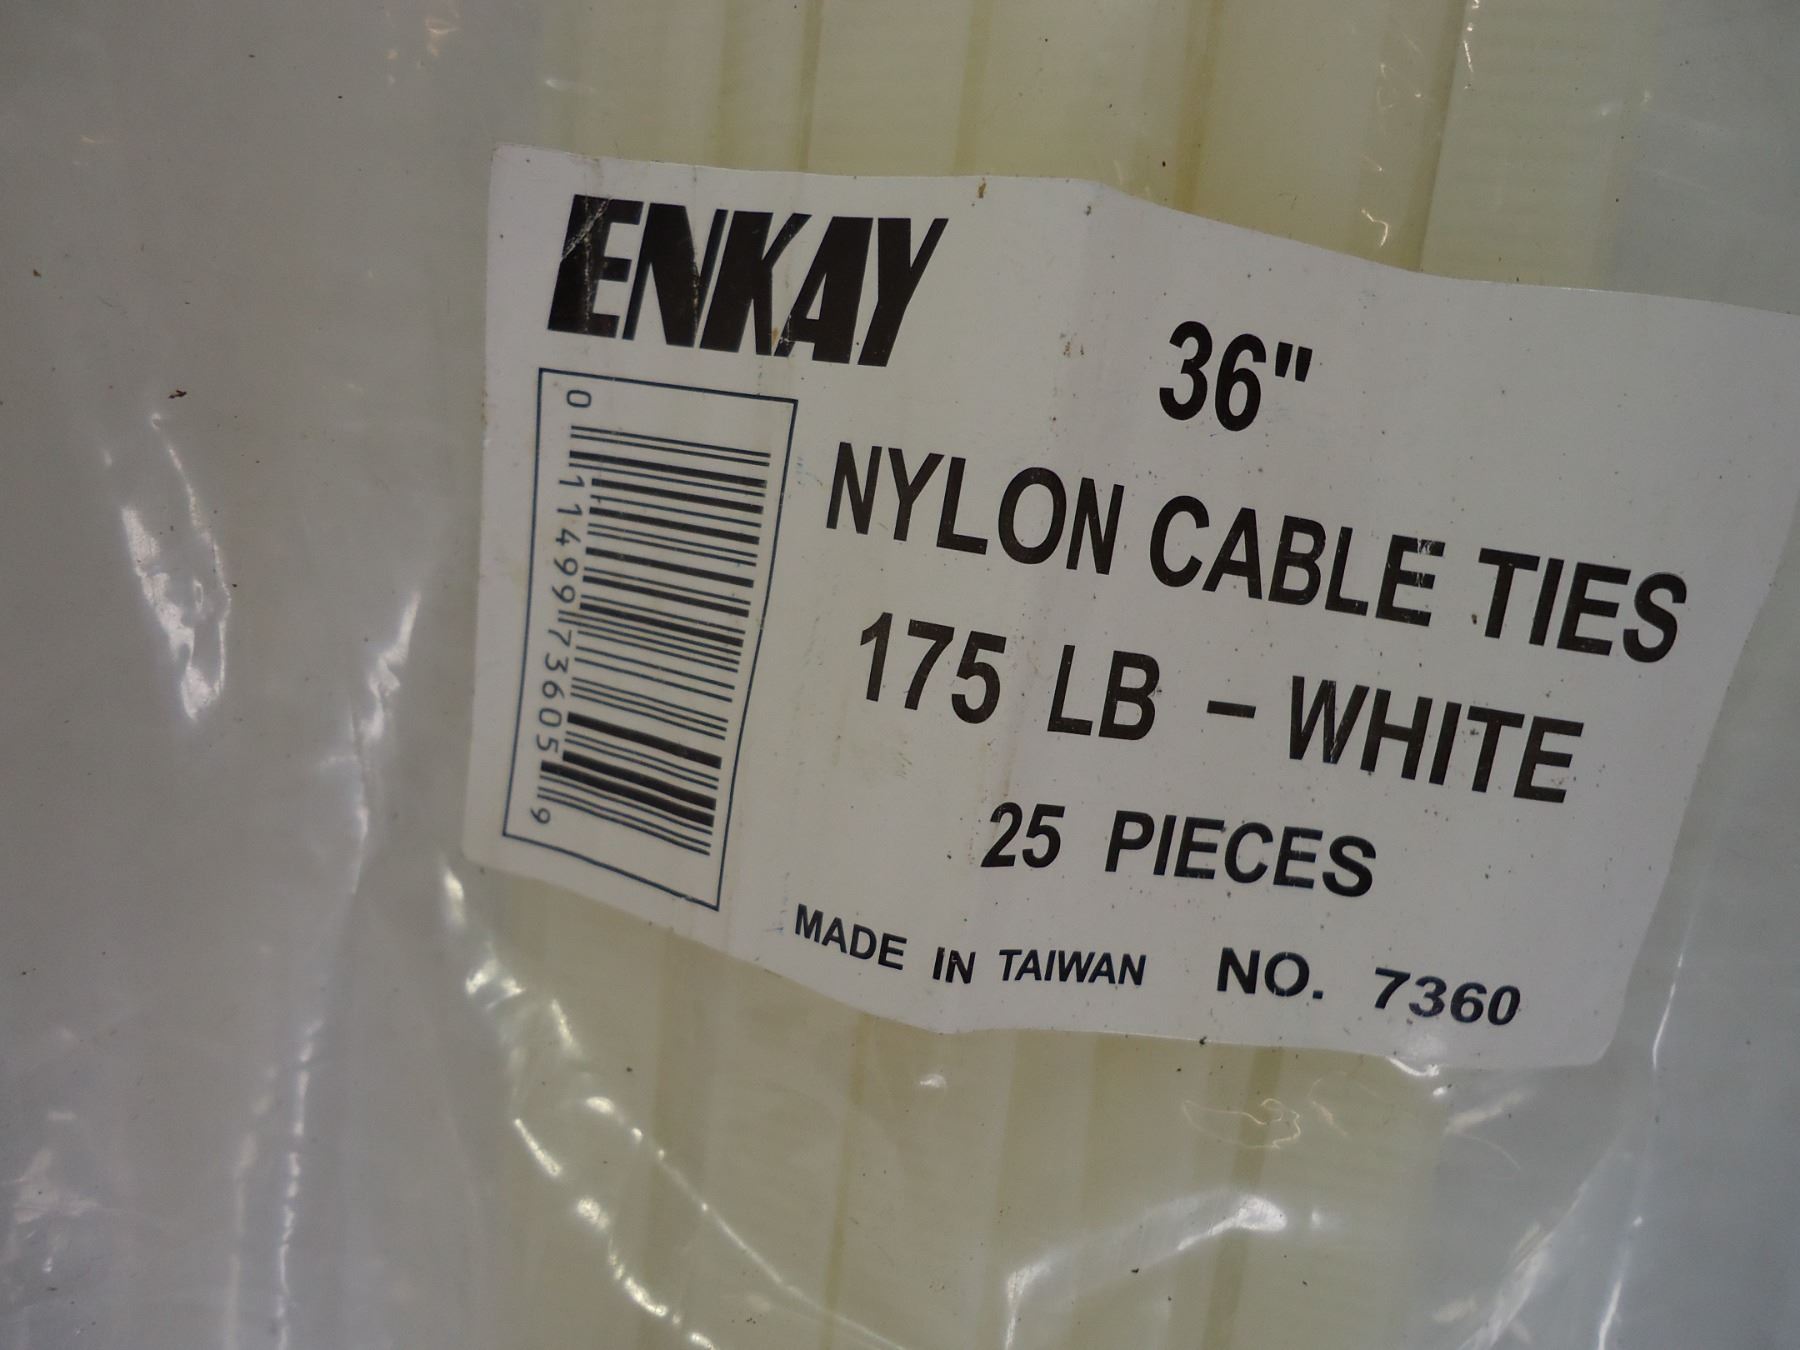 ENKAY
36"
NYLON CABLE TIES
175 LB – WHITE
25 PIECES
MADE IN TAIWAN NO. 7360
0 11499 73605 9